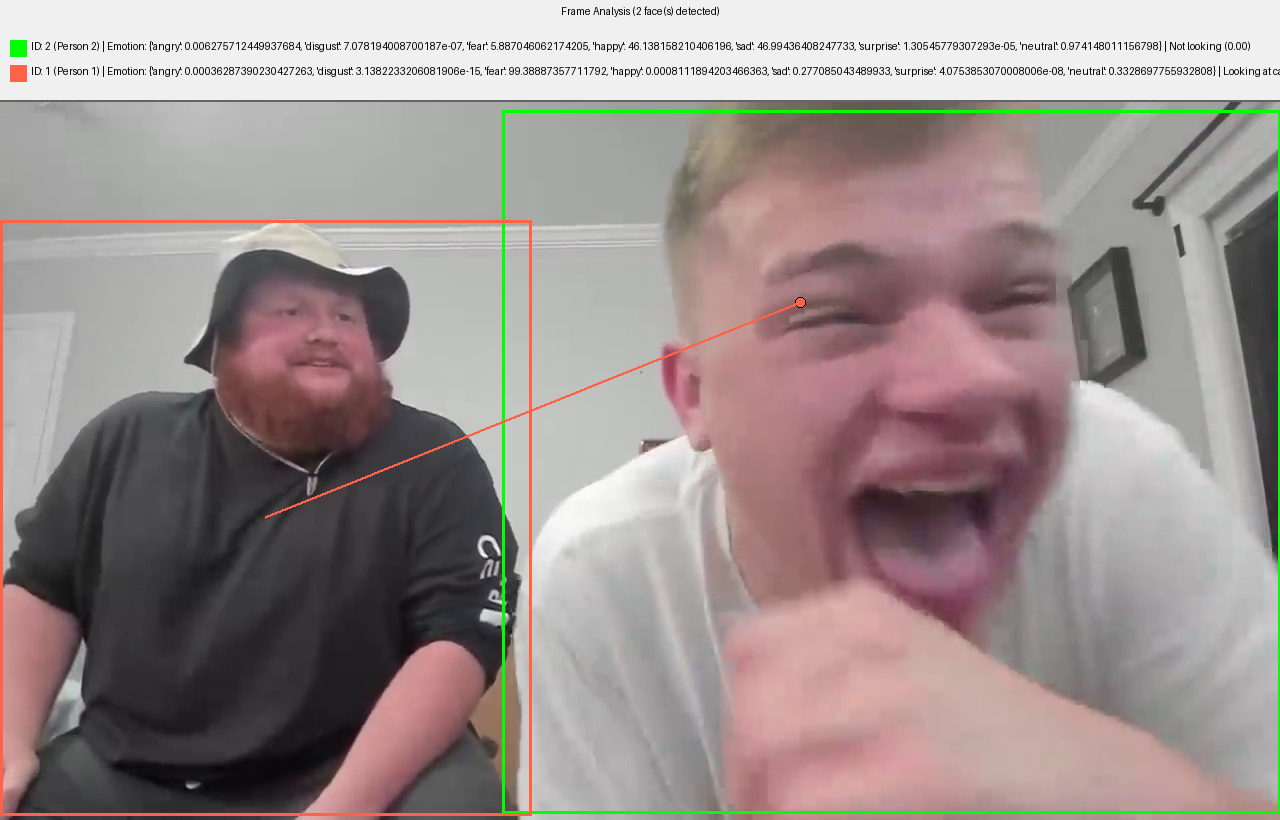 Frame Analysis (2 face(s) detected)
ID: 2 (Person 2) | Emotion: {'angry': 0.006275712449937684, 'disgust': 7.078194008700187e-07, 'fear': 5.887046062174205, 'happy': 46.138158210406196, 'sad': 46.99436408247733, 'surprise': 1.30545779307293e-05, 'neutral': 0.974148011156798} | Not looking (0.00)
ID: 1 (Person 1) | Emotion: {'angry': 0.00036287390230427263, 'disgust': 3.1382233206081906e-15, 'fear': 99.38887357711792, 'happy': 0.0008111894203466363, 'sad': 0.277085043489933, 'surprise': 4.0753853070008006e-08, 'neutral': 0.3328697755932808} | Looking at ca